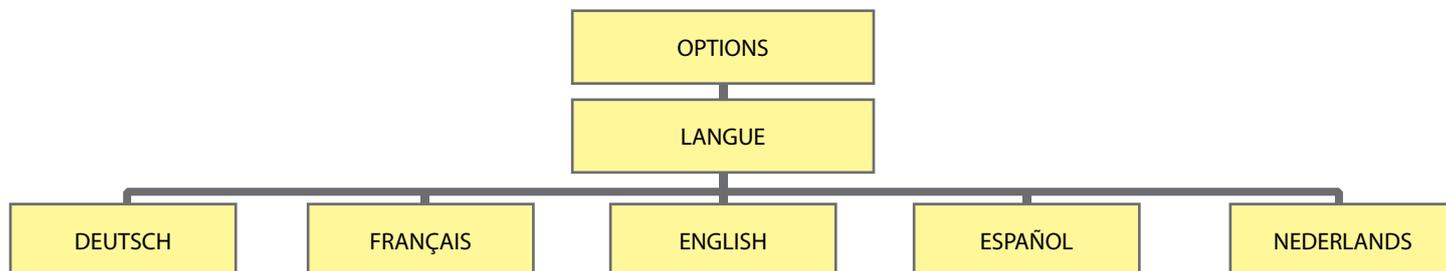 OPTIONS
LANGUE
DEUTSCH
FRANÇAIS
ENGLISH
ESPAÑOL
NEDERLANDS